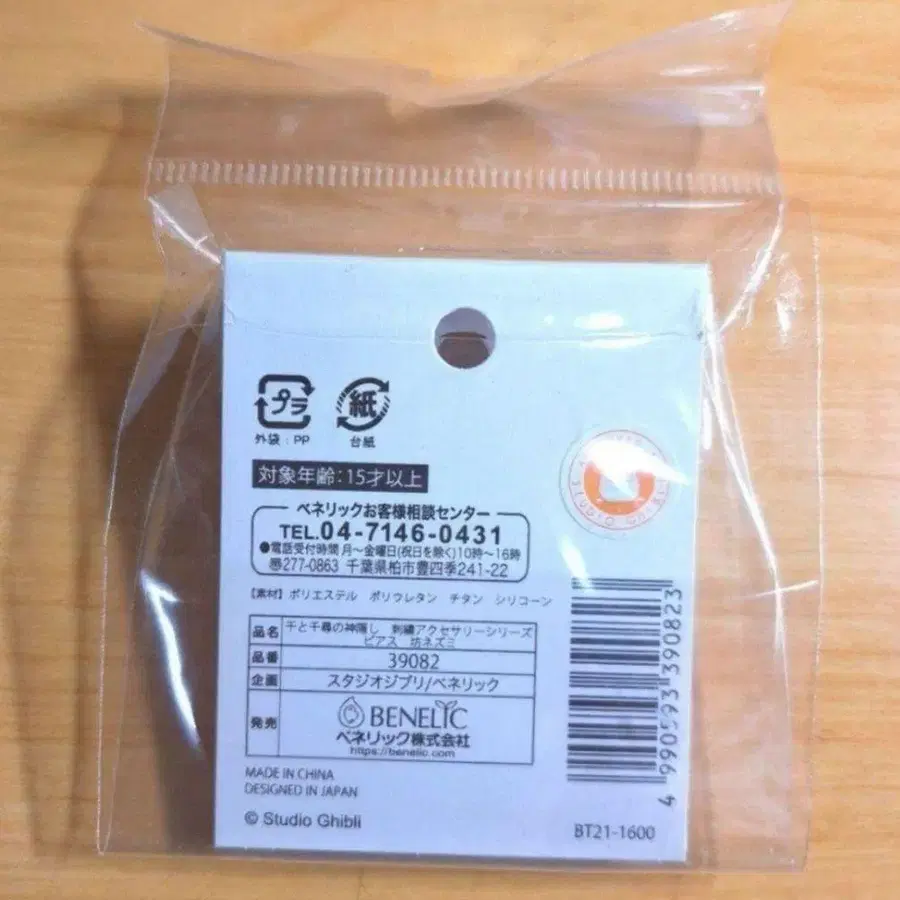 プラ
外袋：PP
紙
台紙
対象年齢：15才以上
ベネリックお客様相談センター
TEL.04-7146-0431
●電話受付時間 月～金曜日(祝日を除く)10時～16時
〠277-0863 千葉県柏市豊四季241-22
【素材】ポリエステル ポリウレタン チタン シリコーン
品名 千と千尋の神隠し 刺繍アクセサリーシリーズ
ピアス 坊ネズミ
品番 39082
企画 スタジオジブリ/ベネリック
発売 BENELIC
ベネリック株式会社
https://benelic.com
MADE IN CHINA
DESIGNED IN JAPAN
© Studio Ghibli
STUDIO GHIBLI
4 990593 390823
BT21-1600